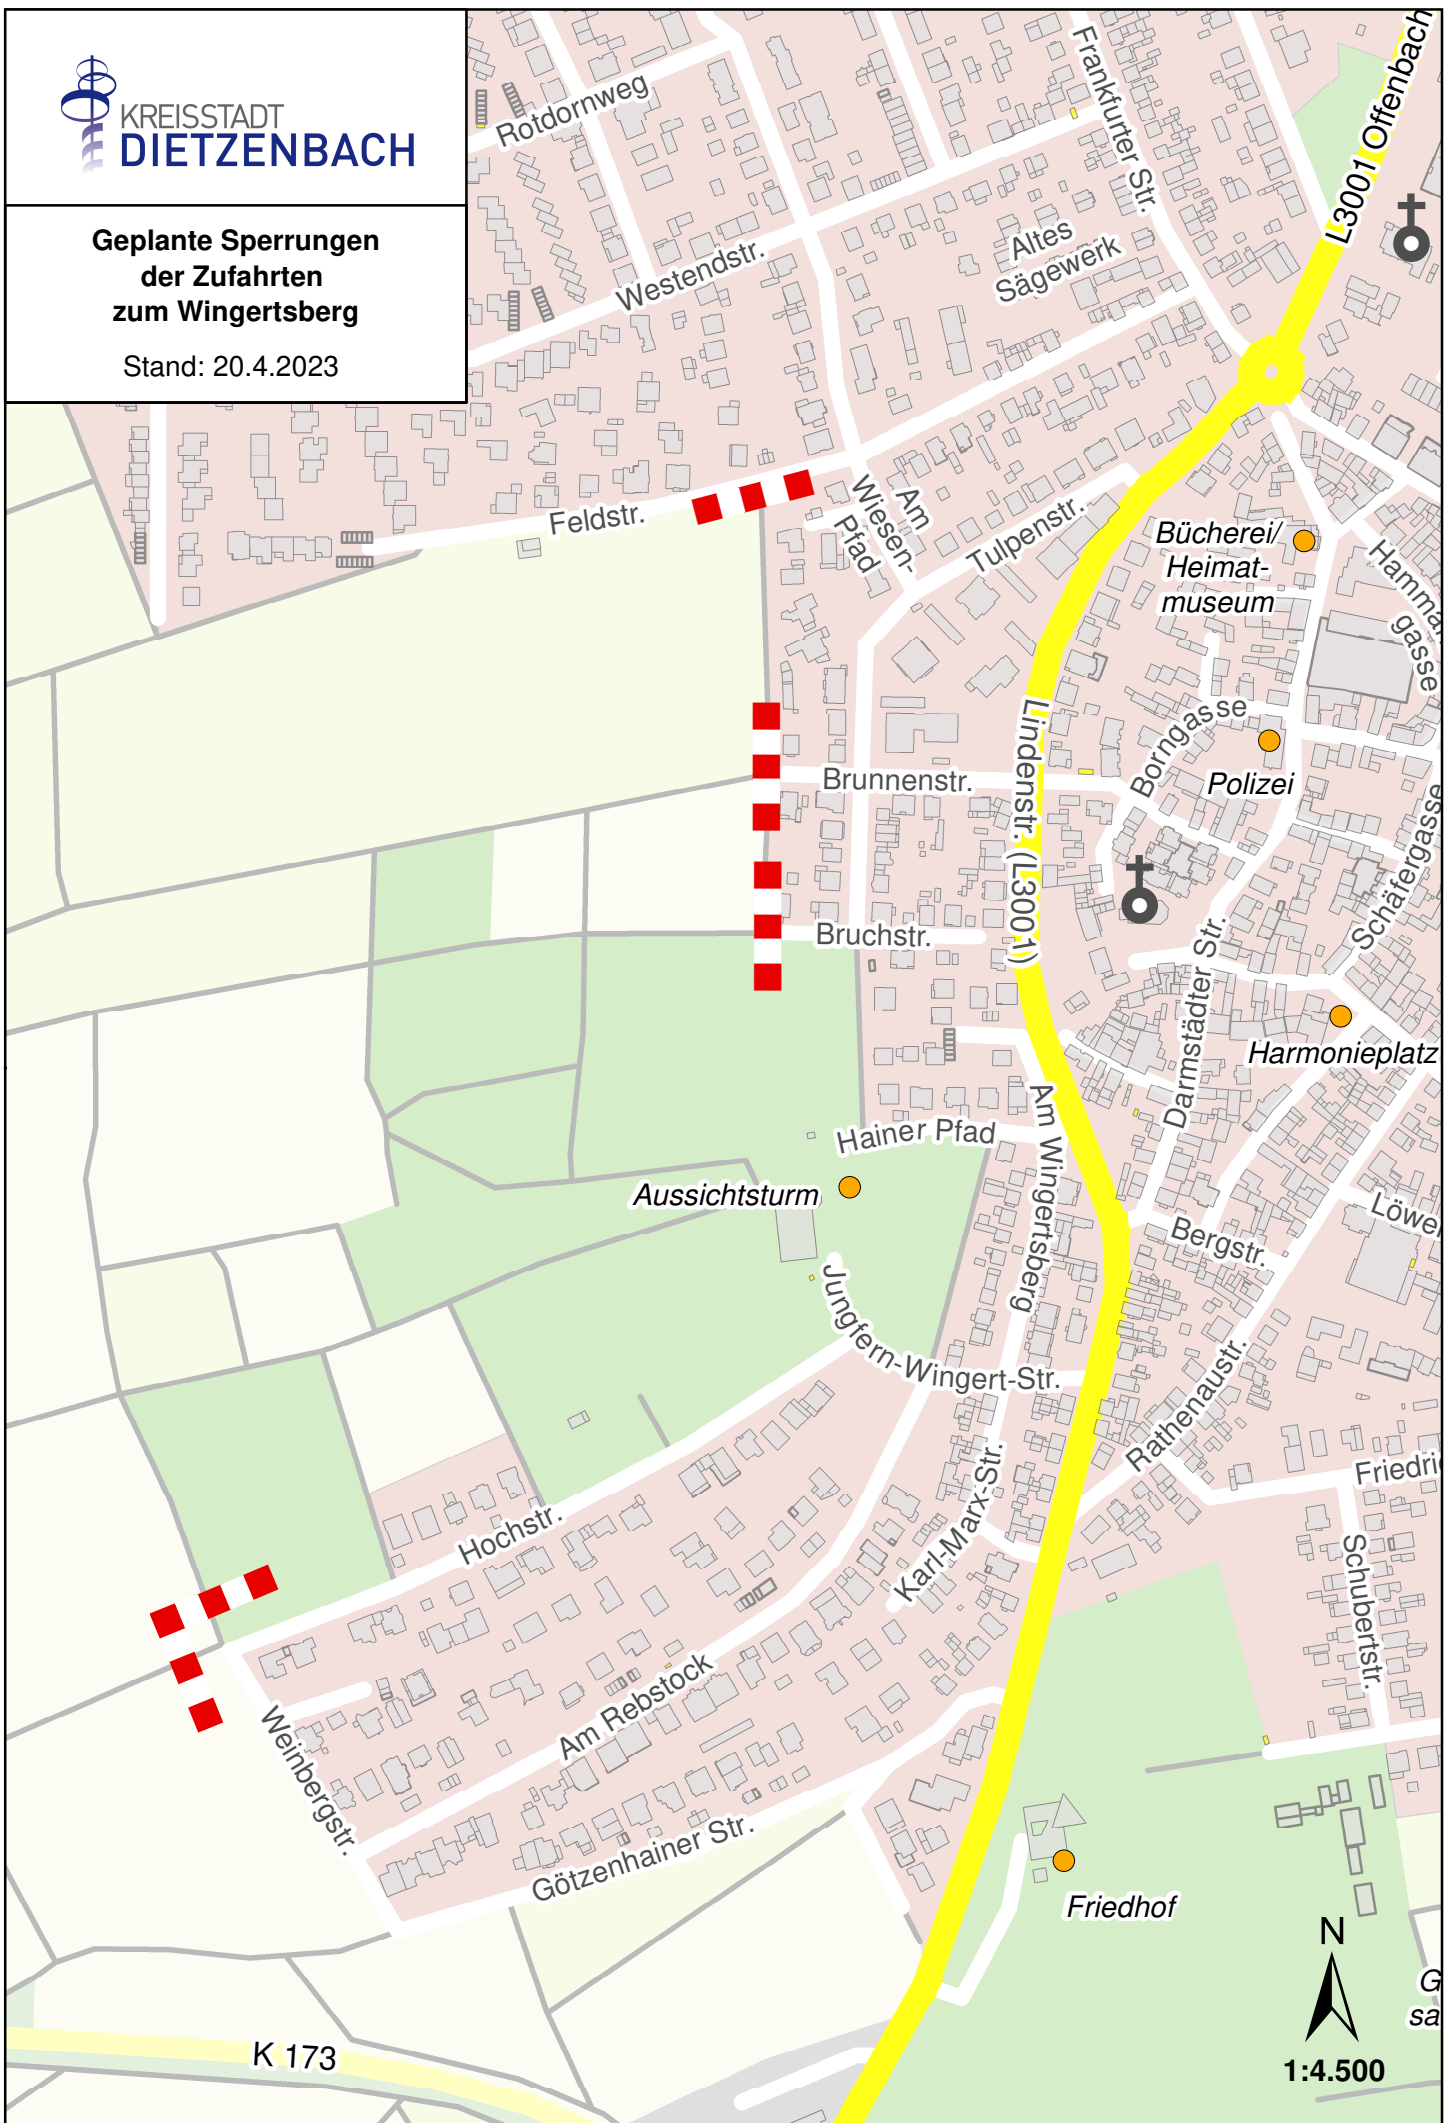 KREISSTADT
DIETZENBACH
Geplante Sperrungen
der Zufahrten
zum Wingertsberg
Stand: 20.4.2023
Rotdornweg
Frankfurter Str.
L3001 Offenbach
Westendstr.
Altes
Sägewerk
Feldstr.
Am
Wiesen-
Pfad
Tulpenstr.
Bücherei/
Heimat-
museum
gasse
Lindenstr. (L3001)
Borngasse
Polizei
Brunnenstr.
Schäfergasse
Bruchstr.
Darmstädter Str.
Harmonieplatz
Hainer Pfad
Am Wingertsberg
Aussichtsturm
Bergstr.
Jungfern-Wingert-Str.
Rathenaustr.
Karl-Marx-Str.
Hochstr.
Schubertstr.
Am Rebstock
Weinbergstr.
Götzenhainer Str.
Friedhof
N
K 173
1:4.500